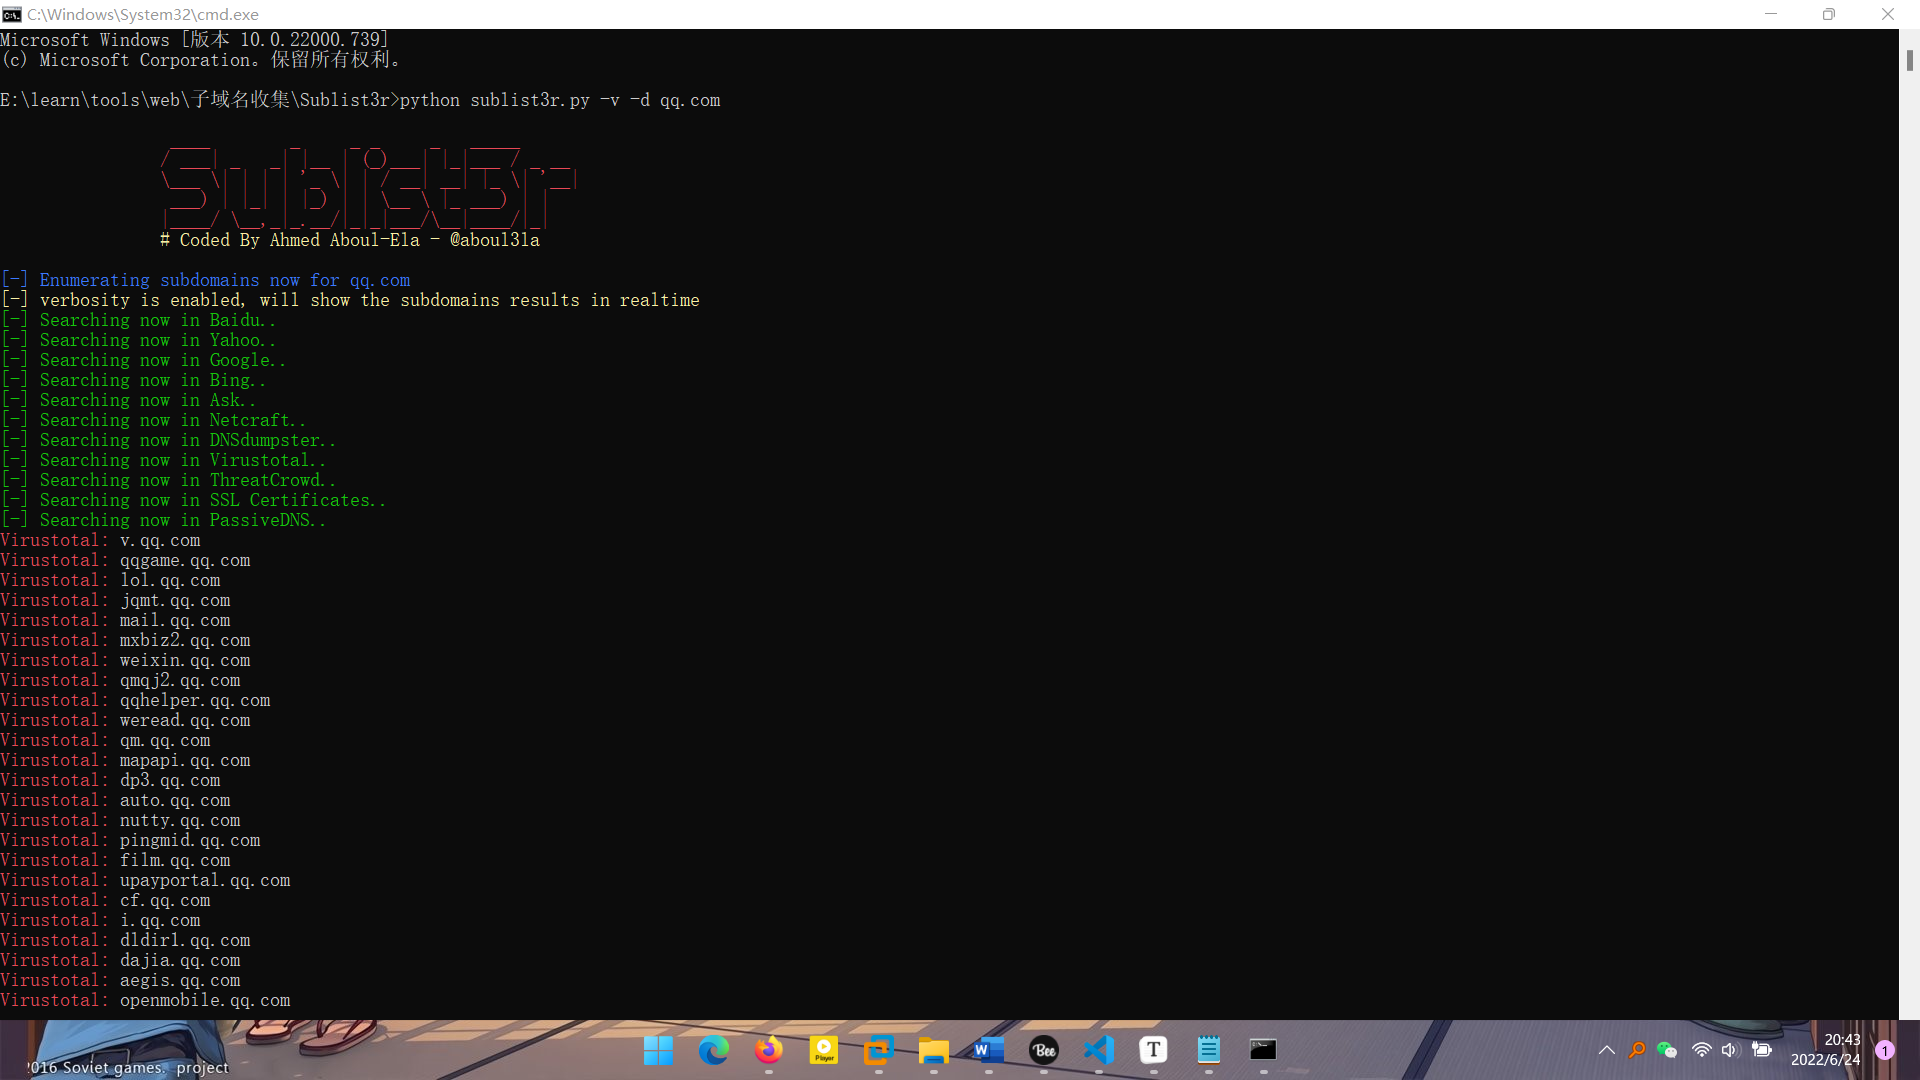 C:\Windows\System32\cmd.exe
Microsoft Windows [版本 10.0.22000.739]
(c) Microsoft Corporation。保留所有权利。
E:\learn\tools\web\子域名收集\Sublist3r>python sublist3r.py -v -d qq.com
Sublist3r
# Coded By Ahmed Aboul-Ela - @aboul3la
[-] Enumerating subdomains now for qq.com
[-] verbosity is enabled, will show the subdomains results in realtime
[-] Searching now in Baidu..
[-] Searching now in Yahoo..
[-] Searching now in Google..
[-] Searching now in Bing..
[-] Searching now in Ask..
[-] Searching now in Netcraft..
[-] Searching now in DNSdumpster..
[-] Searching now in Virustotal..
[-] Searching now in ThreatCrowd..
[-] Searching now in SSL Certificates..
[-] Searching now in PassiveDNS..
Virustotal: v.qq.com
Virustotal: qqgame.qq.com
Virustotal: lol.qq.com
Virustotal: jqmt.qq.com
Virustotal: mail.qq.com
Virustotal: mxbiz2.qq.com
Virustotal: weixin.qq.com
Virustotal: qmqj2.qq.com
Virustotal: qqhelper.qq.com
Virustotal: weread.qq.com
Virustotal: qm.qq.com
Virustotal: mapapi.qq.com
Virustotal: dp3.qq.com
Virustotal: auto.qq.com
Virustotal: nutty.qq.com
Virustotal: pingmid.qq.com
Virustotal: film.qq.com
Virustotal: upayportal.qq.com
Virustotal: cf.qq.com
Virustotal: i.qq.com
Virustotal: dldir1.qq.com
Virustotal: dajia.qq.com
Virustotal: aegis.qq.com
Virustotal: openmobile.qq.com
2016 Soviet games. project
Player
W
Bee
T
20:43
2022/6/24
1